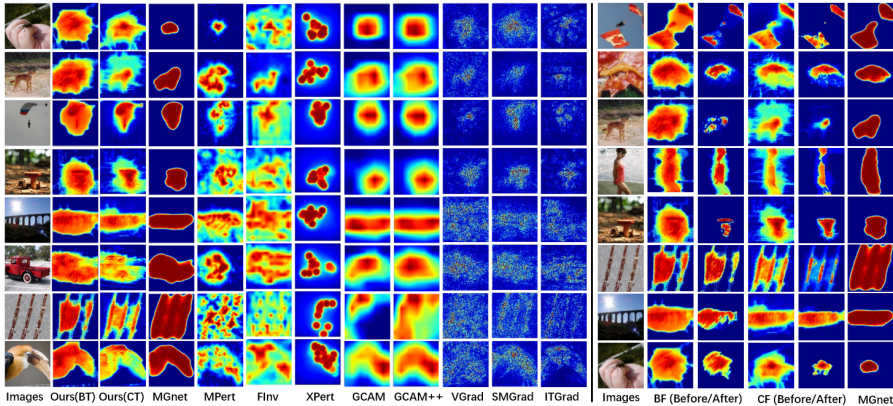 Images Ours(BT) Ours(CT) MGnet MPert FInv XPert GCAM GCAM++ VGrad SMGrad ITGrad Images BF (Before/After) CF (Before/After) MGnet